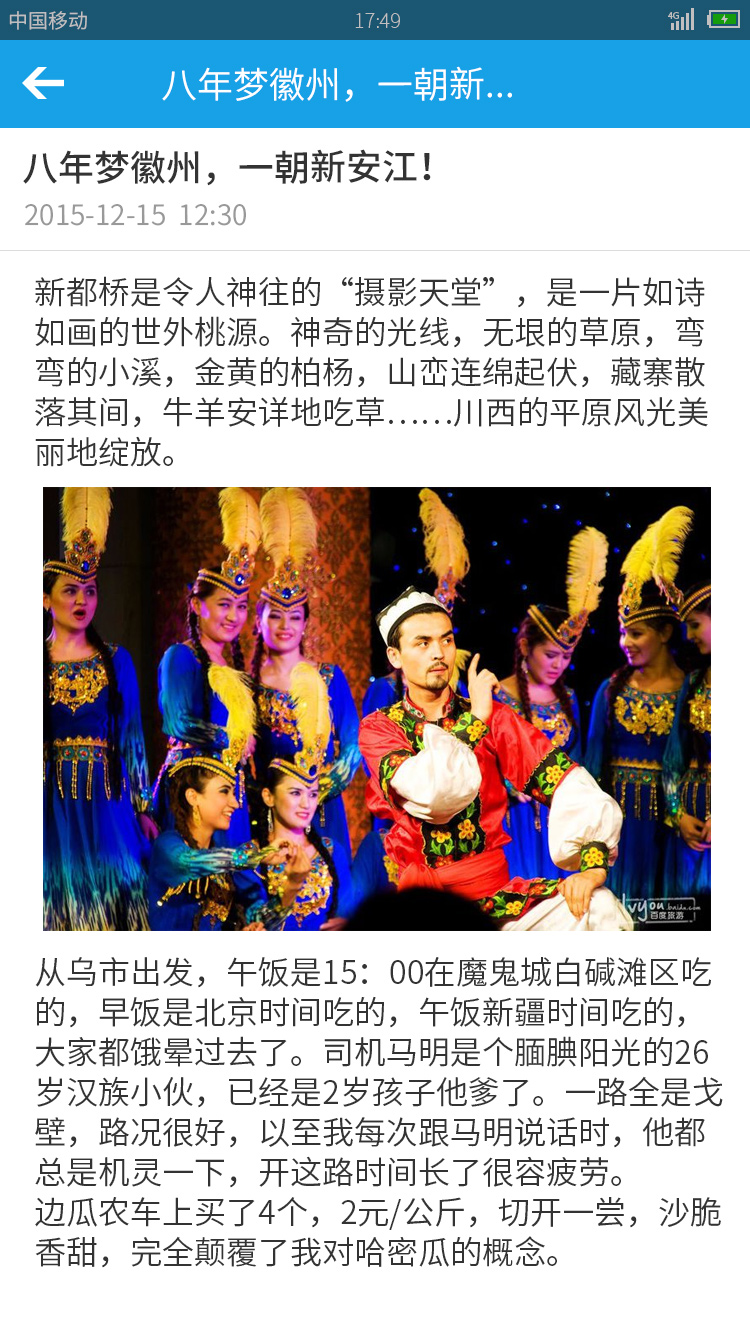 中国移动
17:49
4G
八年梦徽州，一朝新...
八年梦徽州，一朝新安江！
2015-12-15 12:30
新都桥是令人神往的“摄影天堂”，是一片如诗
如画的世外桃源。神奇的光线，无垠的草原，弯
弯的小溪，金黄的柏杨，山峦连绵起伏，藏寨散
落其间，牛羊安详地吃草……川西的平原风光美
丽地绽放。
lvyou.baidu.com
百度旅游
从乌市出发，午饭是15：00在魔鬼城白碱滩区吃
的，早饭是北京时间吃的，午饭新疆时间吃的，
大家都饿晕过去了。司机马明是个腼腆阳光的26
岁汉族小伙，已经是2岁孩子他爹了。一路全是戈
壁，路况很好，以至我每次跟马明说话时，他都
总是机灵一下，开这路时间长了很容疲劳。
边瓜农车上买了4个，2元/公斤，切开一尝，沙脆
香甜，完全颠覆了我对哈密瓜的概念。